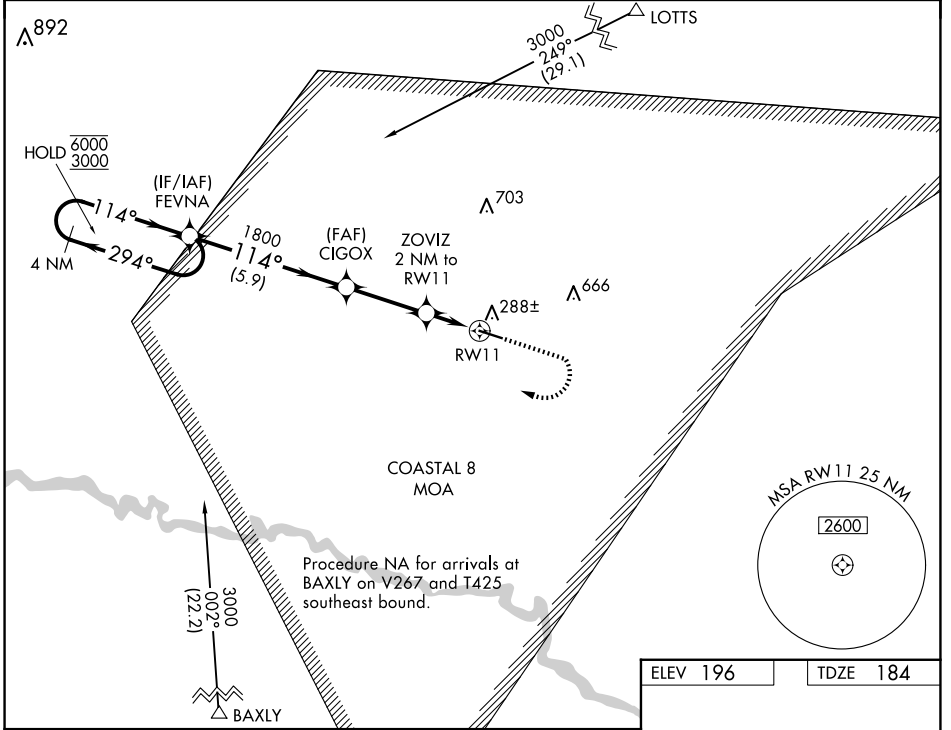 892
LOTTS
3000
249°
(29.1)
HOLD 6000
3000
(IF/IAF)
FEVNA
114°
294°
4 NM
1800
114°
(5.9)
(FAF)
CIGOX
ZOVIZ
2 NM to
RW11
703
666
288±
RW11
COASTAL 8
MOA
MSA RW11 25 NM
2600
Procedure NA for arrivals at
BAXLY on V267 and T425
southeast bound.
3000
002°
(22.2)
BAXLY
ELEV 196
TDZE 184